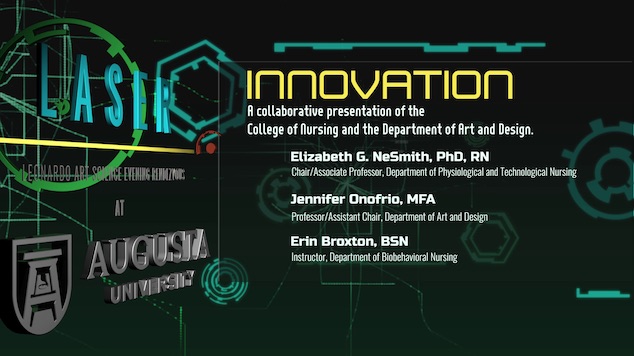 LASER
LEONARDO ART SCIENCE EVENING RENDEZVOUS
AT
AUGUSTA
UNIVERSITY
INNOVATION
A collaborative presentation of the
College of Nursing and the Department of Art and Design.
Elizabeth G. NeSmith, PhD, RN
Chair/Associate Professor, Department of Physiological and Technological Nursing
Jennifer Onofrio, MFA
Professor/Assistant Chair, Department of Art and Design
Erin Broxton, BSN
Instructor, Department of Biobehavioral Nursing